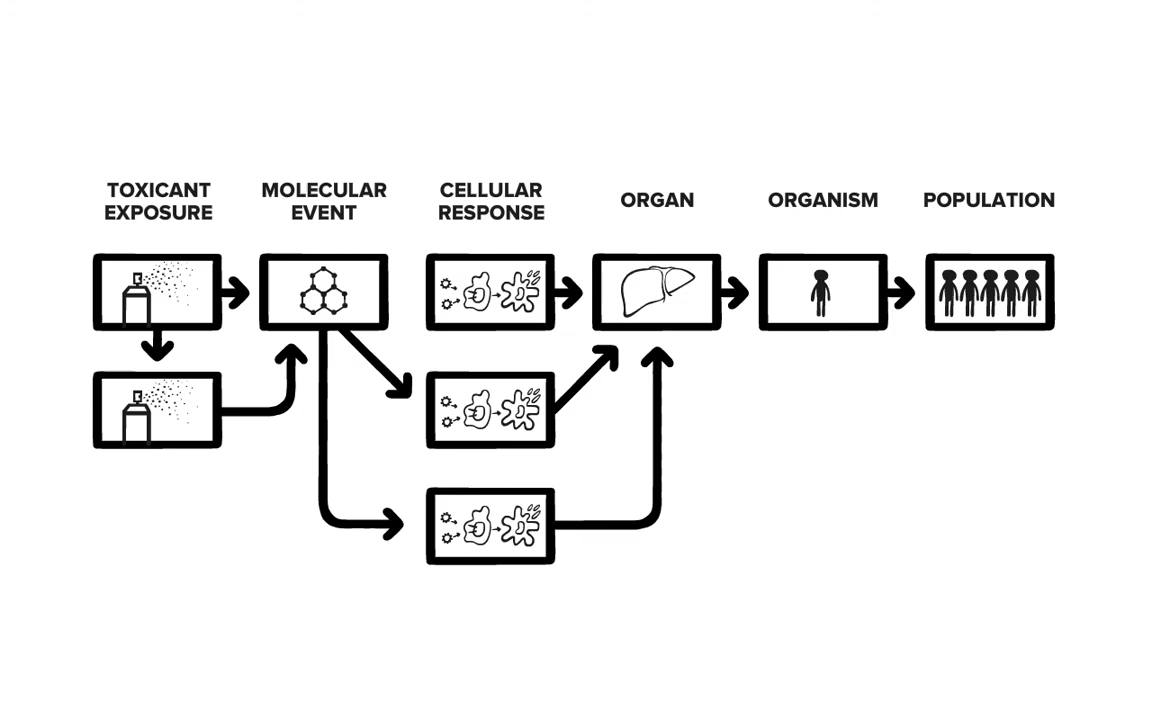 TOXICANT
EXPOSURE
MOLECULAR
EVENT
CELLULAR
RESPONSE
ORGAN
ORGANISM
POPULATION